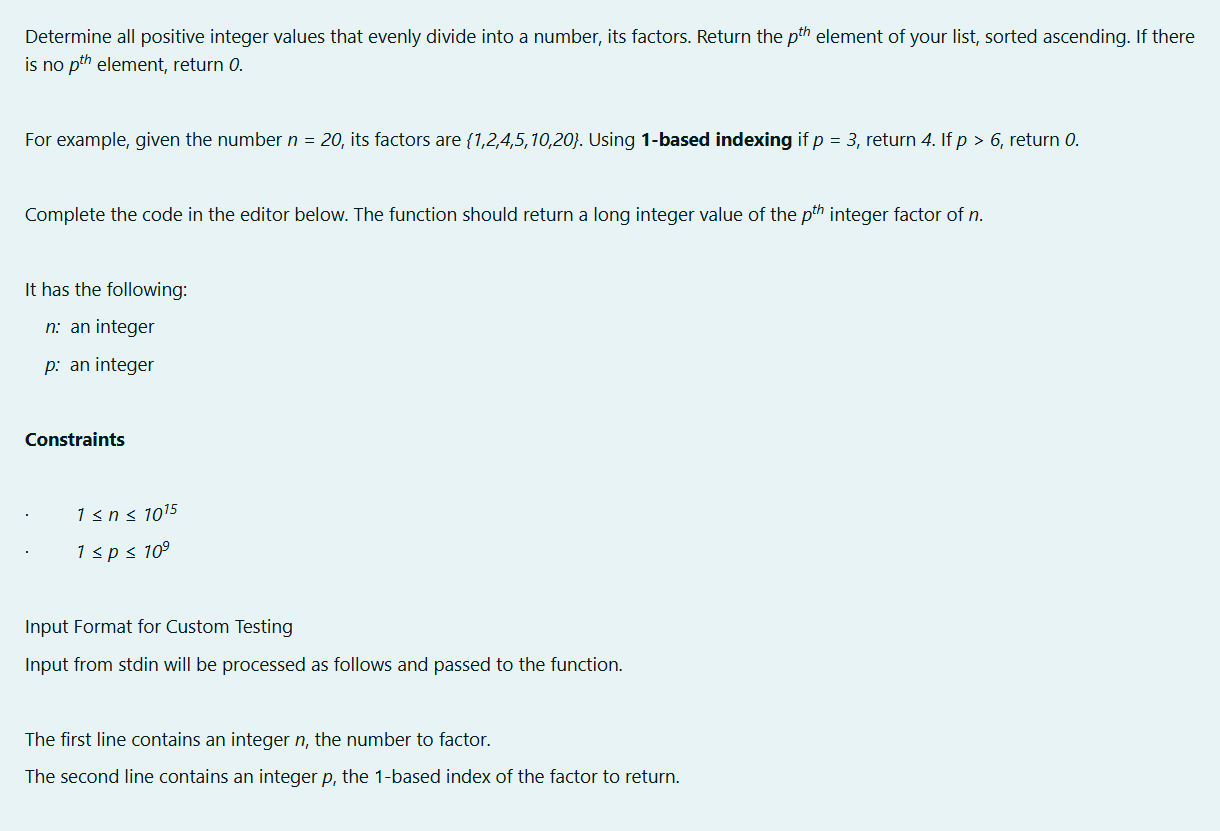 Determine all positive integer values that evenly divide into a number, its factors. Return the pth element of your list, sorted ascending. If there
is no pth element, return 0.
For example, given the number n = 20, its factors are {1,2,4,5,10,20}. Using 1-based indexing if p = 3, return 4. If p > 6, return 0.
Complete the code in the editor below. The function should return a long integer value of the pth integer factor of n.
It has the following:
n: an integer
p: an integer
Constraints
· 1 ≤ n ≤ 10¹⁵
· 1 ≤ p ≤ 10⁹
Input Format for Custom Testing
Input from stdin will be processed as follows and passed to the function.
The first line contains an integer n, the number to factor.
The second line contains an integer p, the 1-based index of the factor to return.